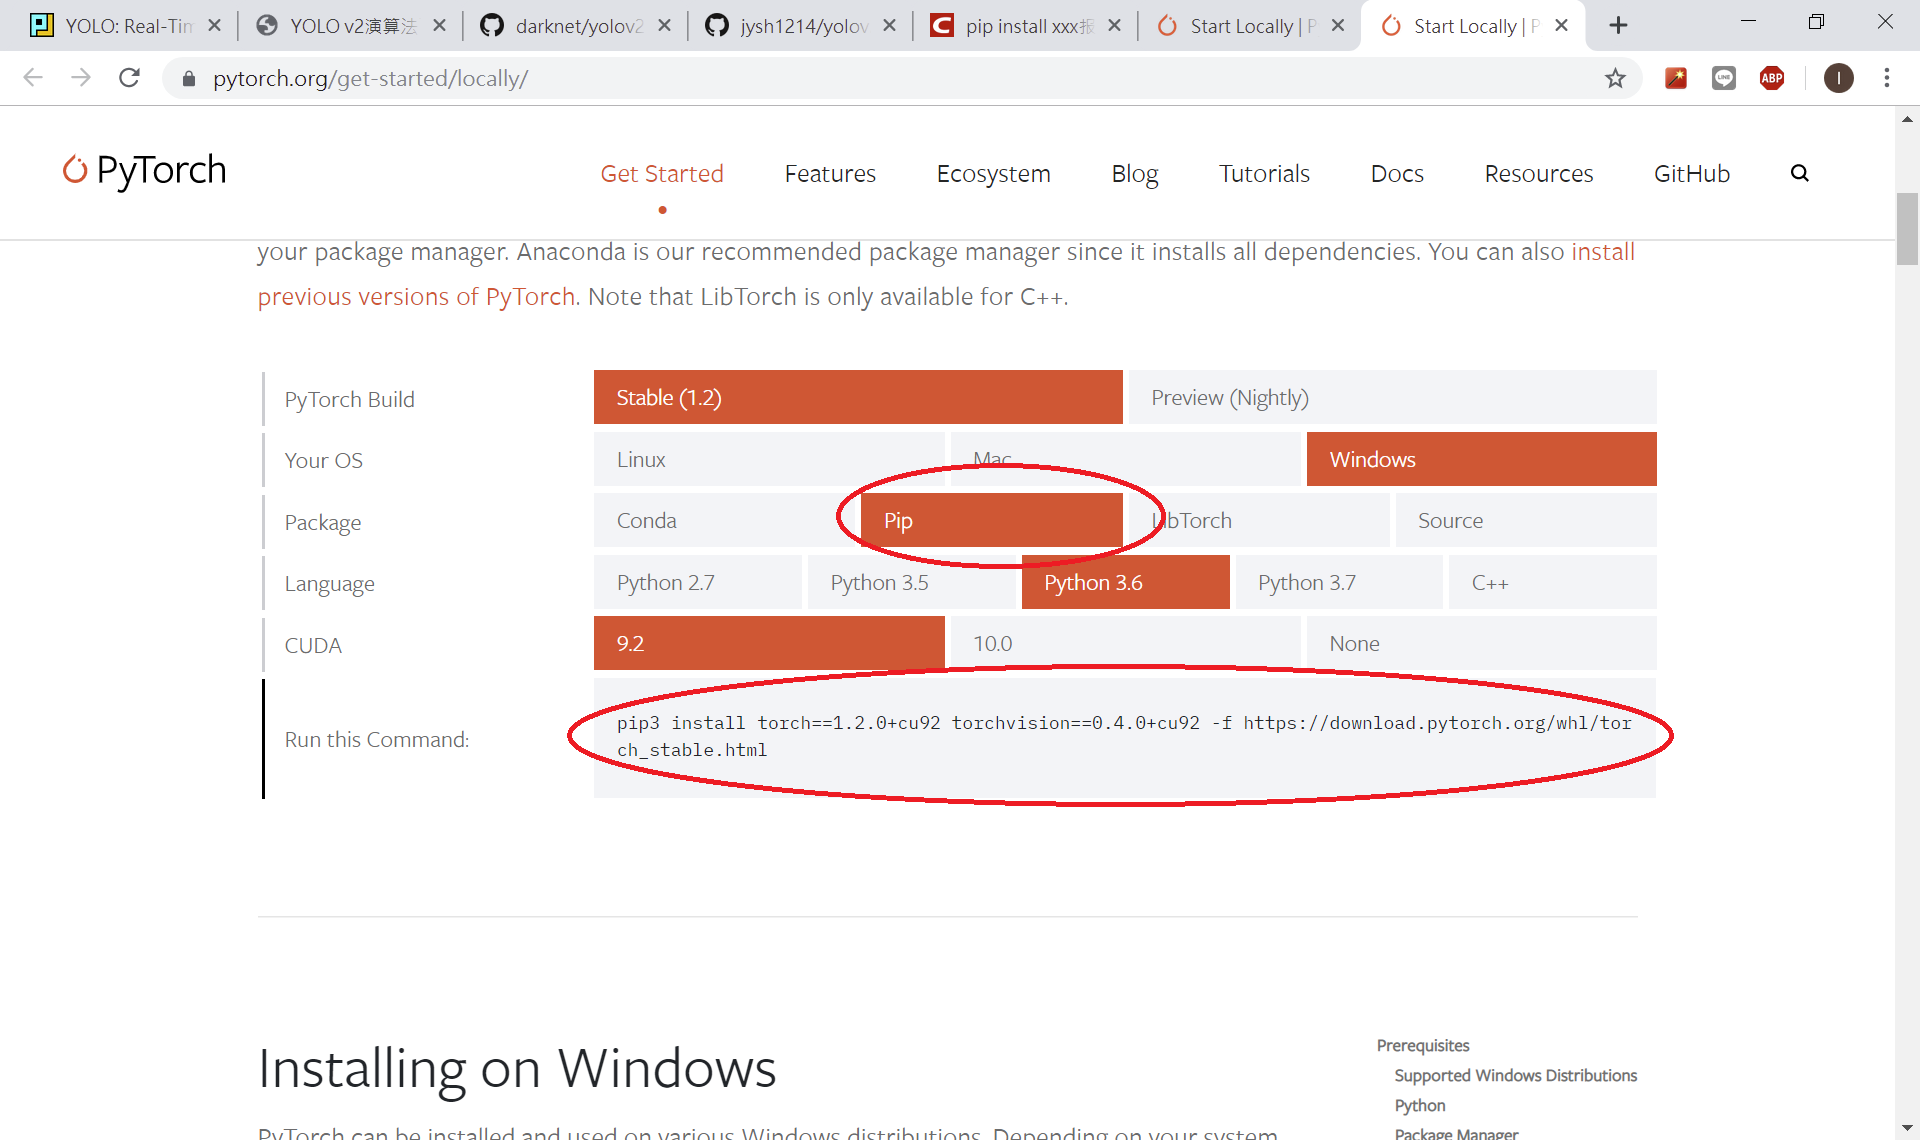 YOLO: Real-Tim
YOLO v2演算法
darknet/yolov2
jysh1214/yolov
pip install xxx报
Start Locally | P
Start Locally | P
pytorch.org/get-started/locally/
ABP
I
PyTorch
Get Started
Features
Ecosystem
Blog
Tutorials
Docs
Resources
GitHub
your package manager. Anaconda is our recommended package manager since it installs all dependencies. You can also install
previous versions of PyTorch. Note that LibTorch is only available for C++.
PyTorch Build
Stable (1.2)
Preview (Nightly)
Your OS
Linux
Mac
Windows
Package
Conda
Pip
LibTorch
Source
Language
Python 2.7
Python 3.5
Python 3.6
Python 3.7
C++
CUDA
9.2
10.0
None
Run this Command:
pip3 install torch==1.2.0+cu92 torchvision==0.4.0+cu92 -f https://download.pytorch.org/whl/tor
ch_stable.html
Installing on Windows
PyTorch can be installed and used on various Windows distributions. Depending on your system
Prerequisites
Supported Windows Distributions
Python
Package Manager